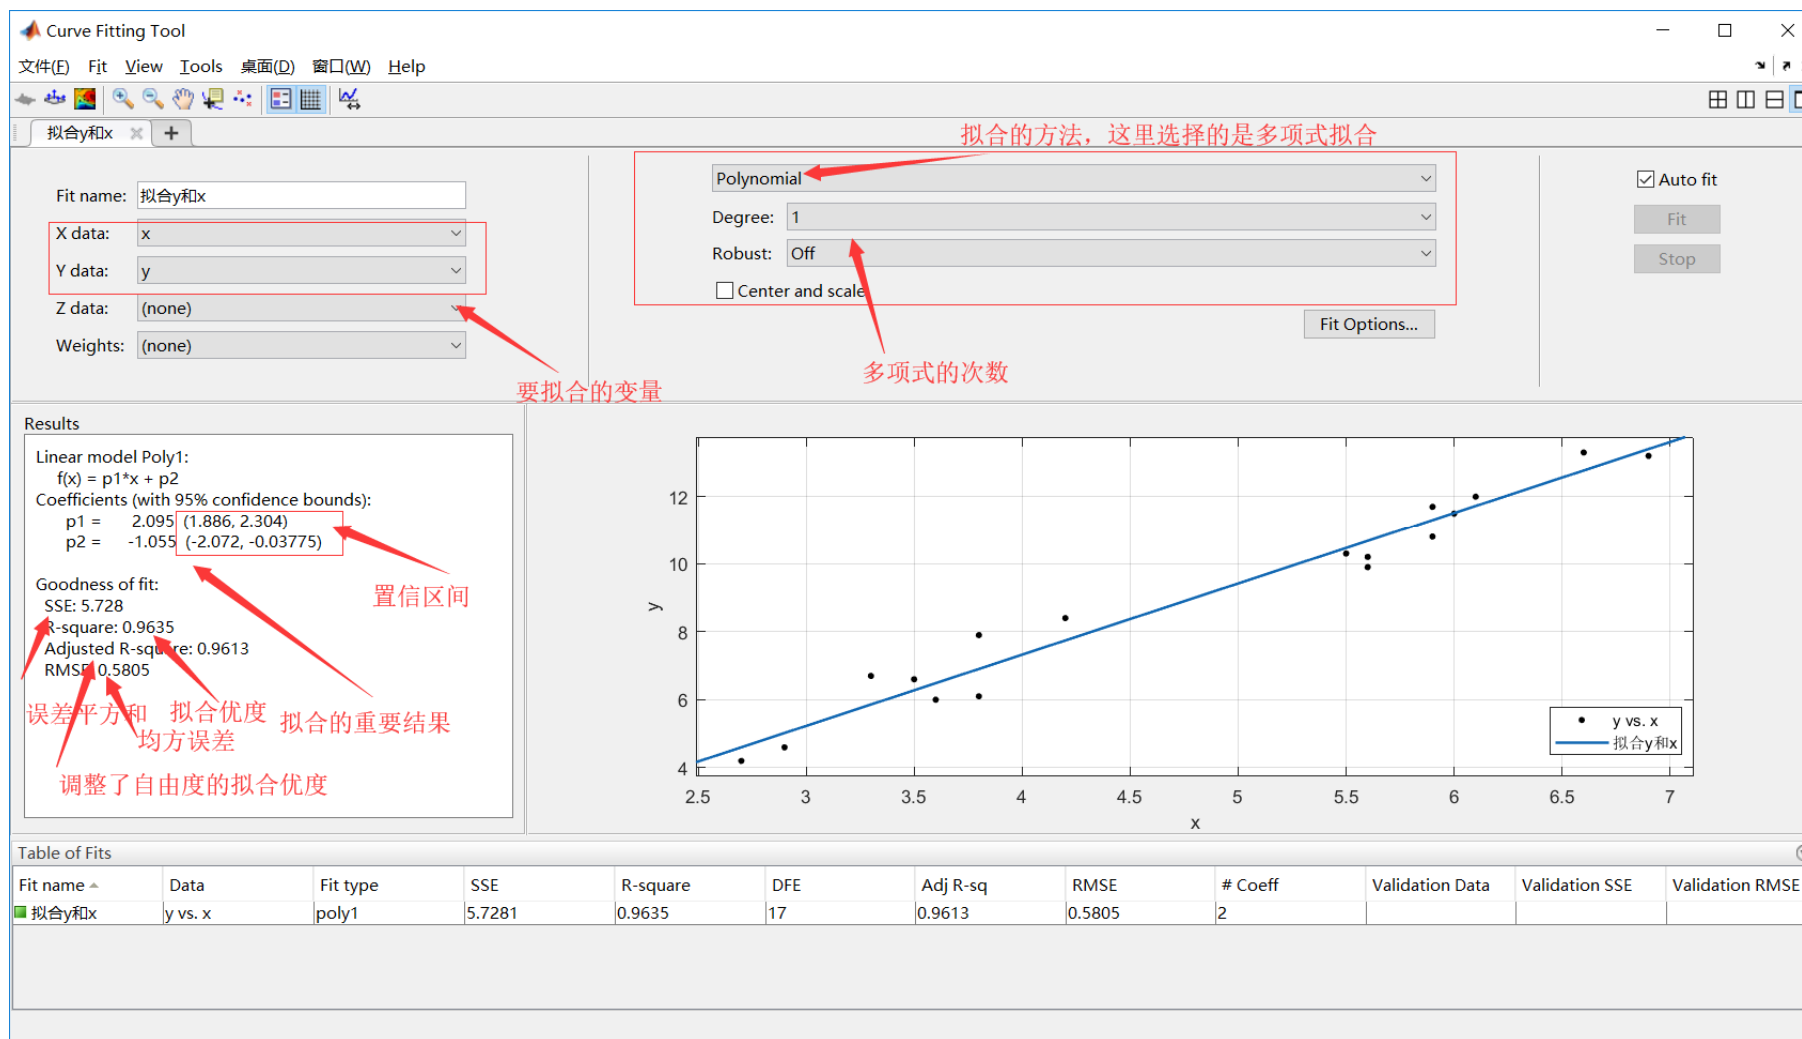 Curve Fitting Tool
文件(F) Fit View Tools 桌面(D) 窗口(W) Help
拟合y和x
拟合的方法，这里选择的是多项式拟合
Fit name: 拟合y和x
X data: x
Y data: y
Z data: (none)
Weights: (none)
要拟合的变量
Polynomial
Degree: 1
Robust: Off
Center and scale
Fit Options...
多项式的次数
Auto fit
Fit
Stop
Results
Linear model Poly1:
f(x) = p1*x + p2
Coefficients (with 95% confidence bounds):
p1 = 2.095 (1.886, 2.304)
p2 = -1.055 (-2.072, -0.03775)
置信区间
Goodness of fit:
SSE: 5.728
R-square: 0.9635
Adjusted R-square: 0.9613
RMSE: 0.5805
误差平方和 拟合优度 拟合的重要结果
均方误差
调整了自由度的拟合优度
12
10
8
6
4
y
2.5 3 3.5 4 4.5 5 5.5 6 6.5 7
x
y vs. x
拟合y和x
Table of Fits
Fit name Data Fit type SSE R-square DFE Adj R-sq RMSE # Coeff Validation Data Validation SSE Validation RMSE
拟合y和x y vs. x poly1 5.7281 0.9635 17 0.9613 0.5805 2